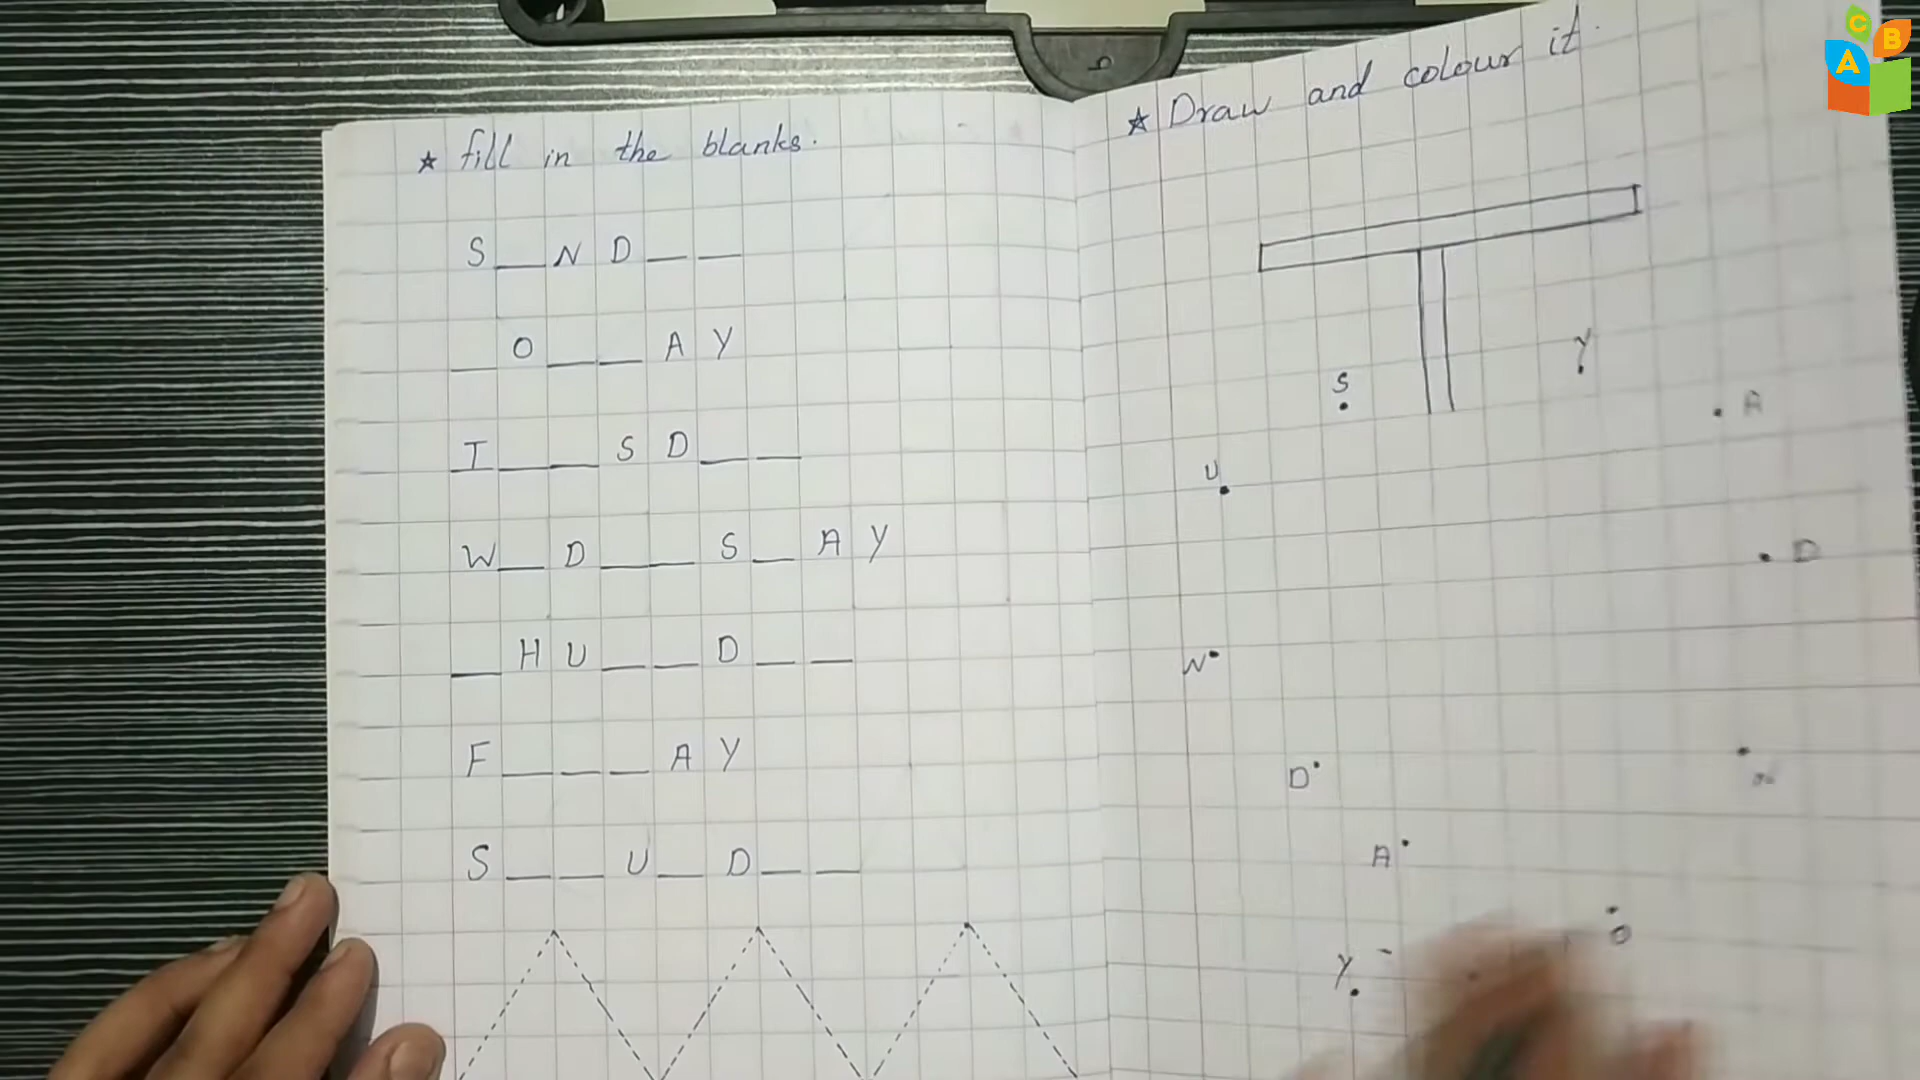 ★ fill in the blanks.
S _ N D _ _
_ O _ _ A Y
T _ _ S D _ _
W _ D _ _ S _ A Y
_ H U _ _ D _ _
F _ _ _ A Y
S _ _ U _ D _ _
★ Draw and colour it.
S
Y
A
U
D
N
D
A
O
Y
A B C